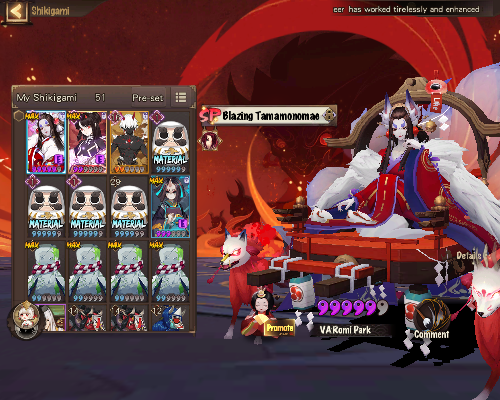 Shikigami
eer has worked tirelessly and enhanced
My Shikigami 51 Pre-set
SP Blazing Tamamonomae
Life
MAX MAX
MATERIAL
999999
MATERIAL MATERIAL MATERIAL MAX
29
999999 999999 999999
MAX MAX MAX MAX
999999 999999 999999 999999
Details
999999
Promote
VA:Romi Park
Comment